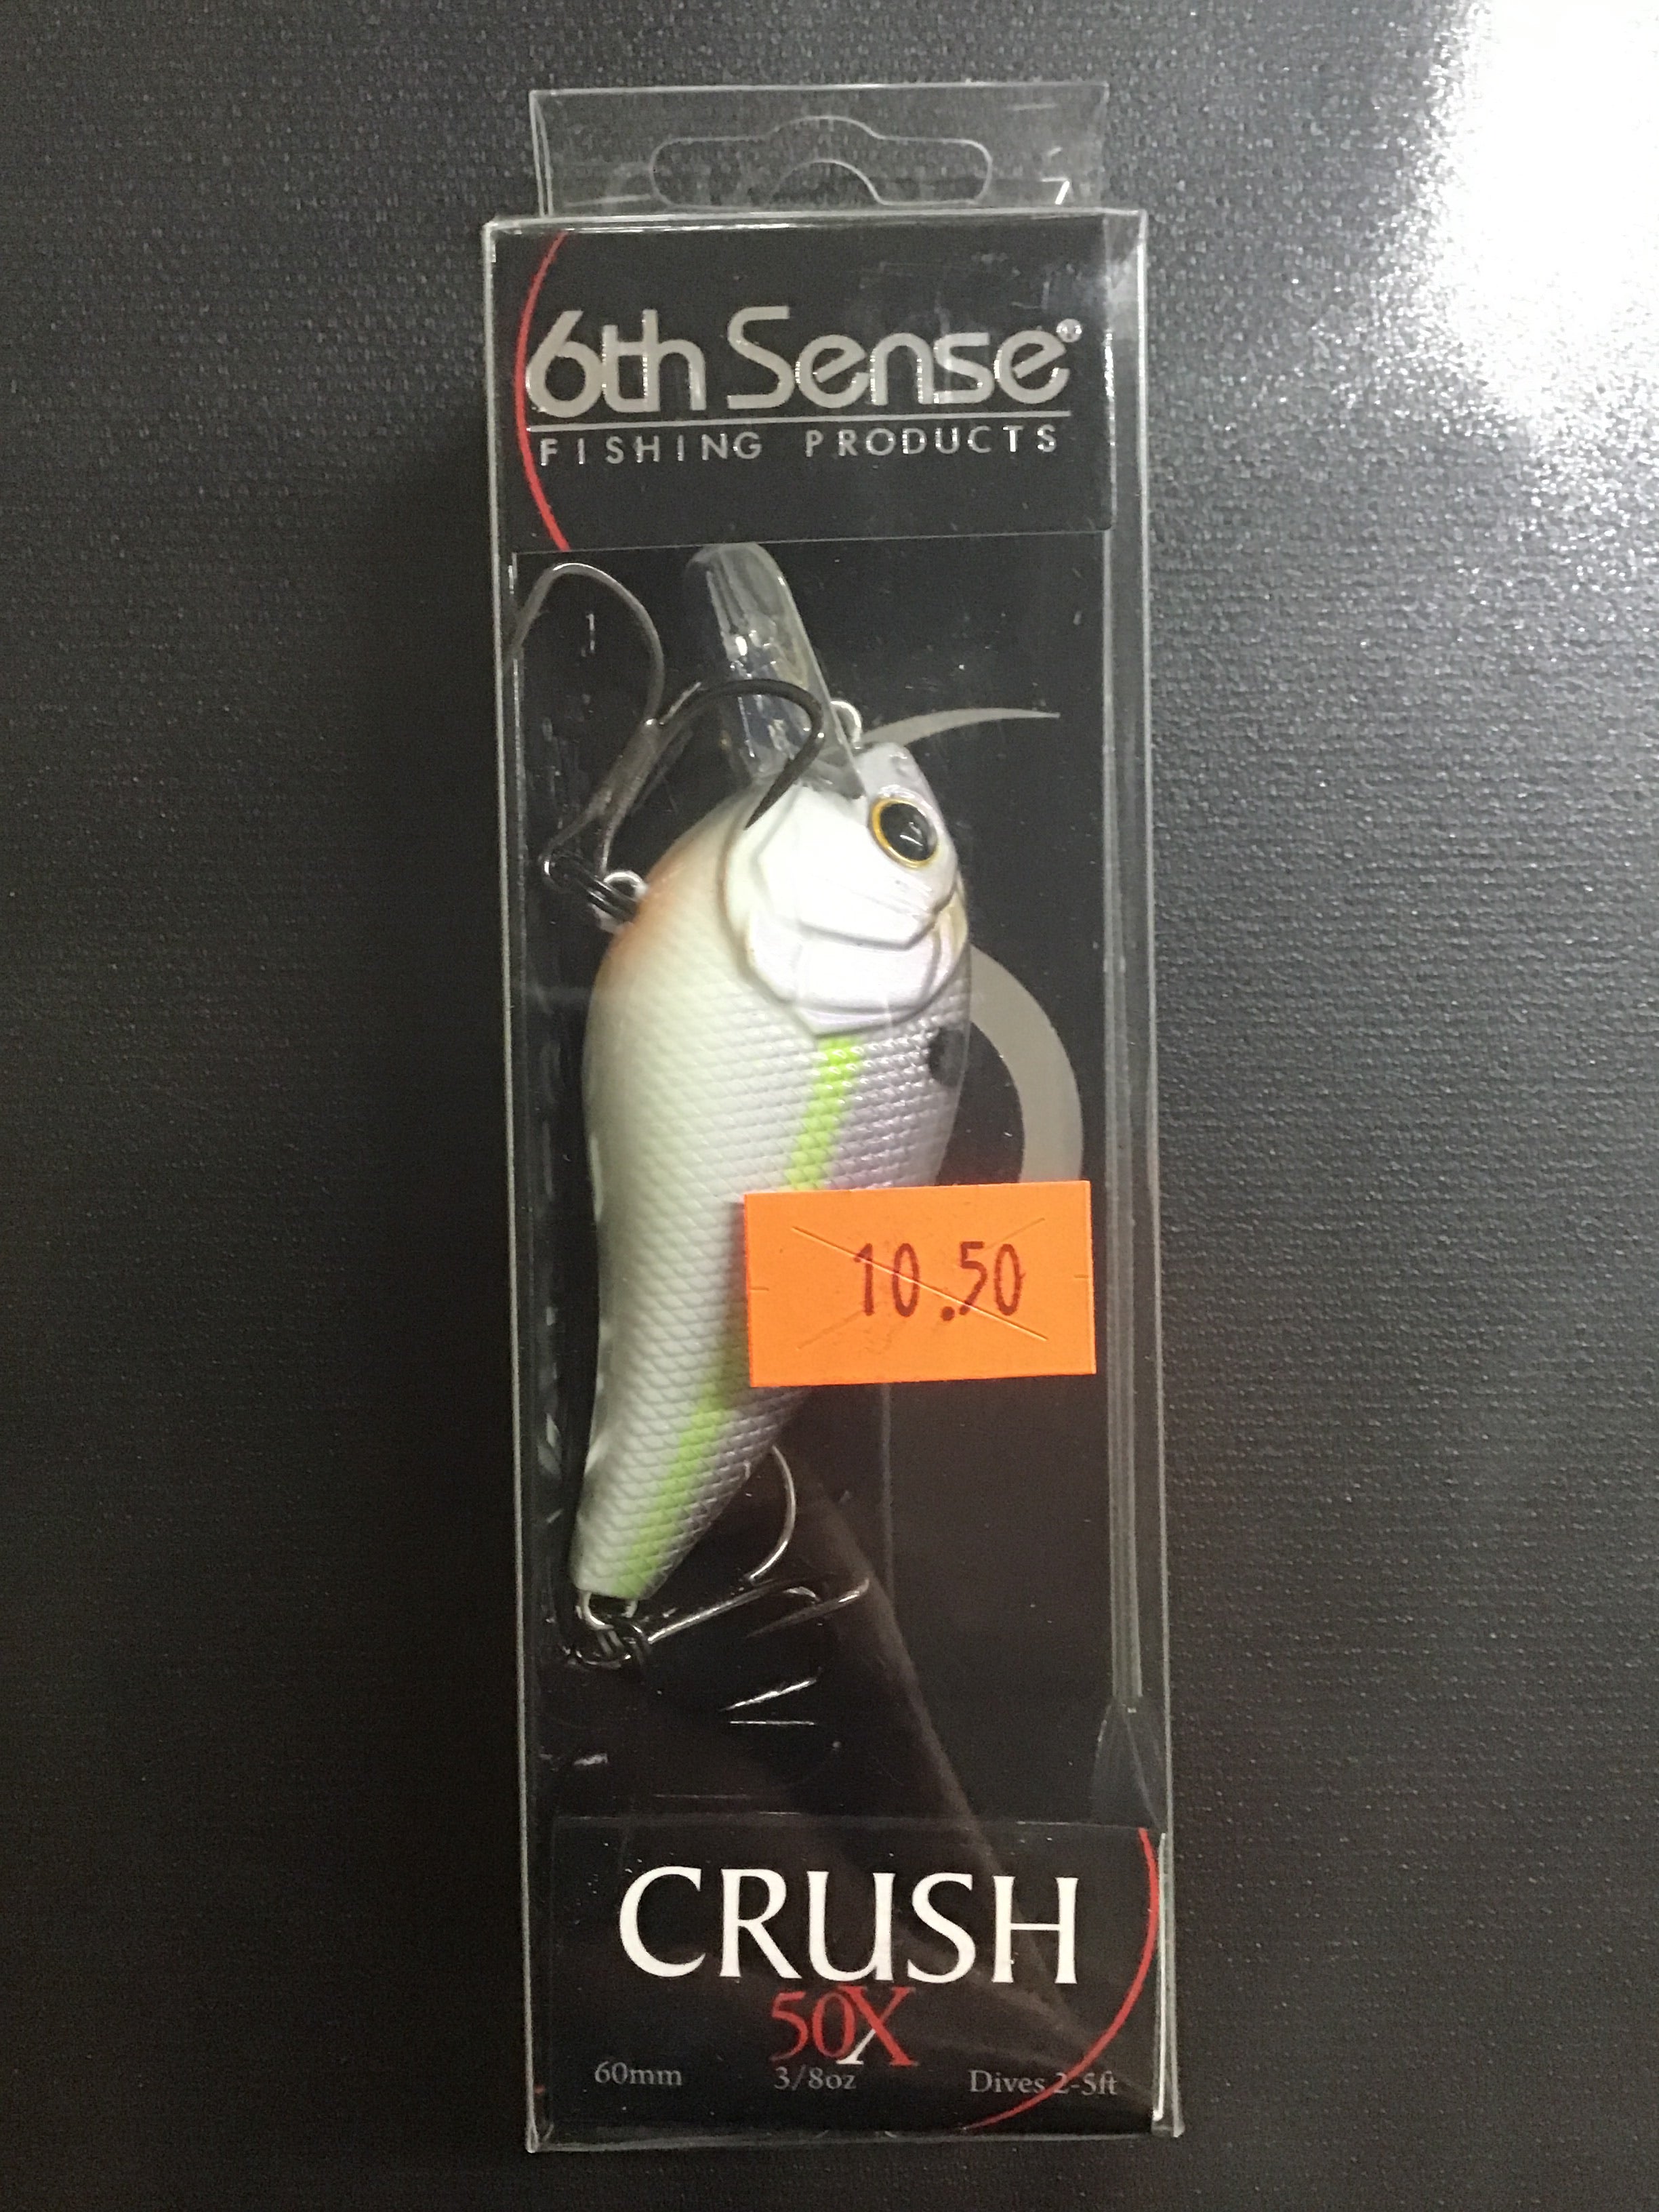 6th Sense®
FISHING PRODUCTS
10.50
CRUSH
50X
60mm 3/8oz Dives 2-5ft